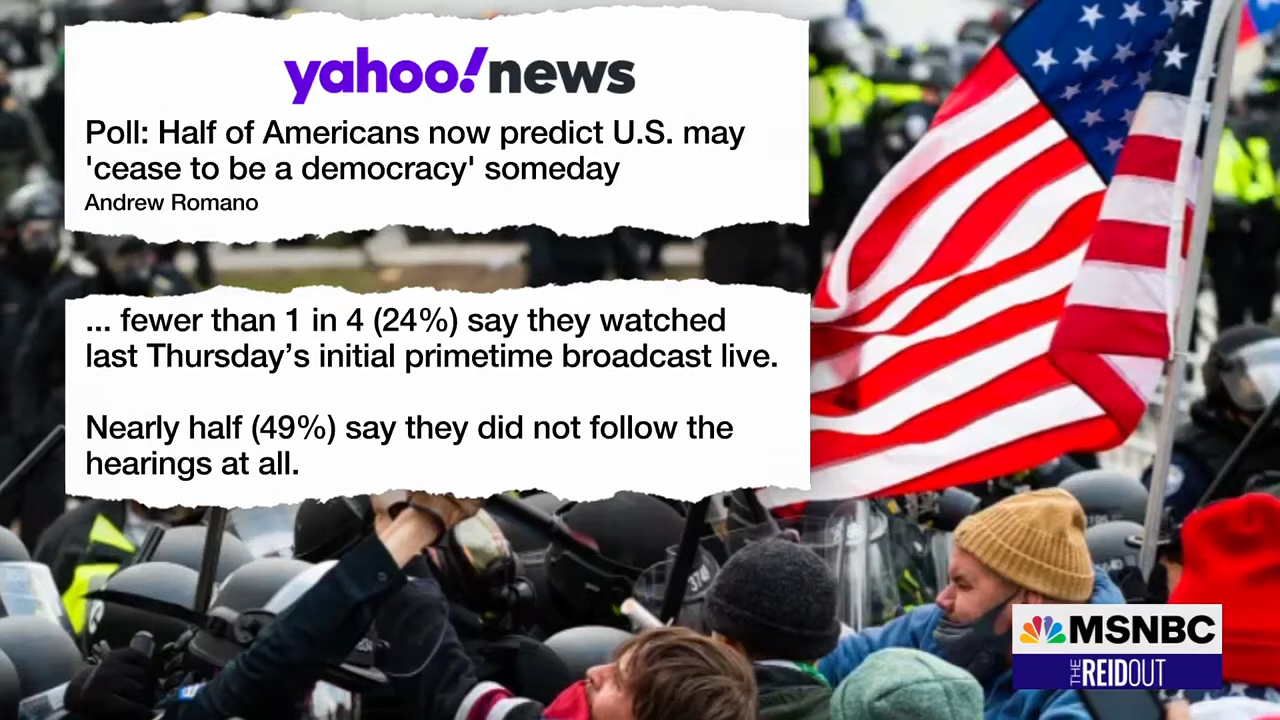 yahoo!news
Poll: Half of Americans now predict U.S. may
'cease to be a democracy' someday
Andrew Romano
... fewer than 1 in 4 (24%) say they watched
last Thursday’s initial primetime broadcast live.
Nearly half (49%) say they did not follow the
hearings at all.
374
MSNBC
THE REIDOUT